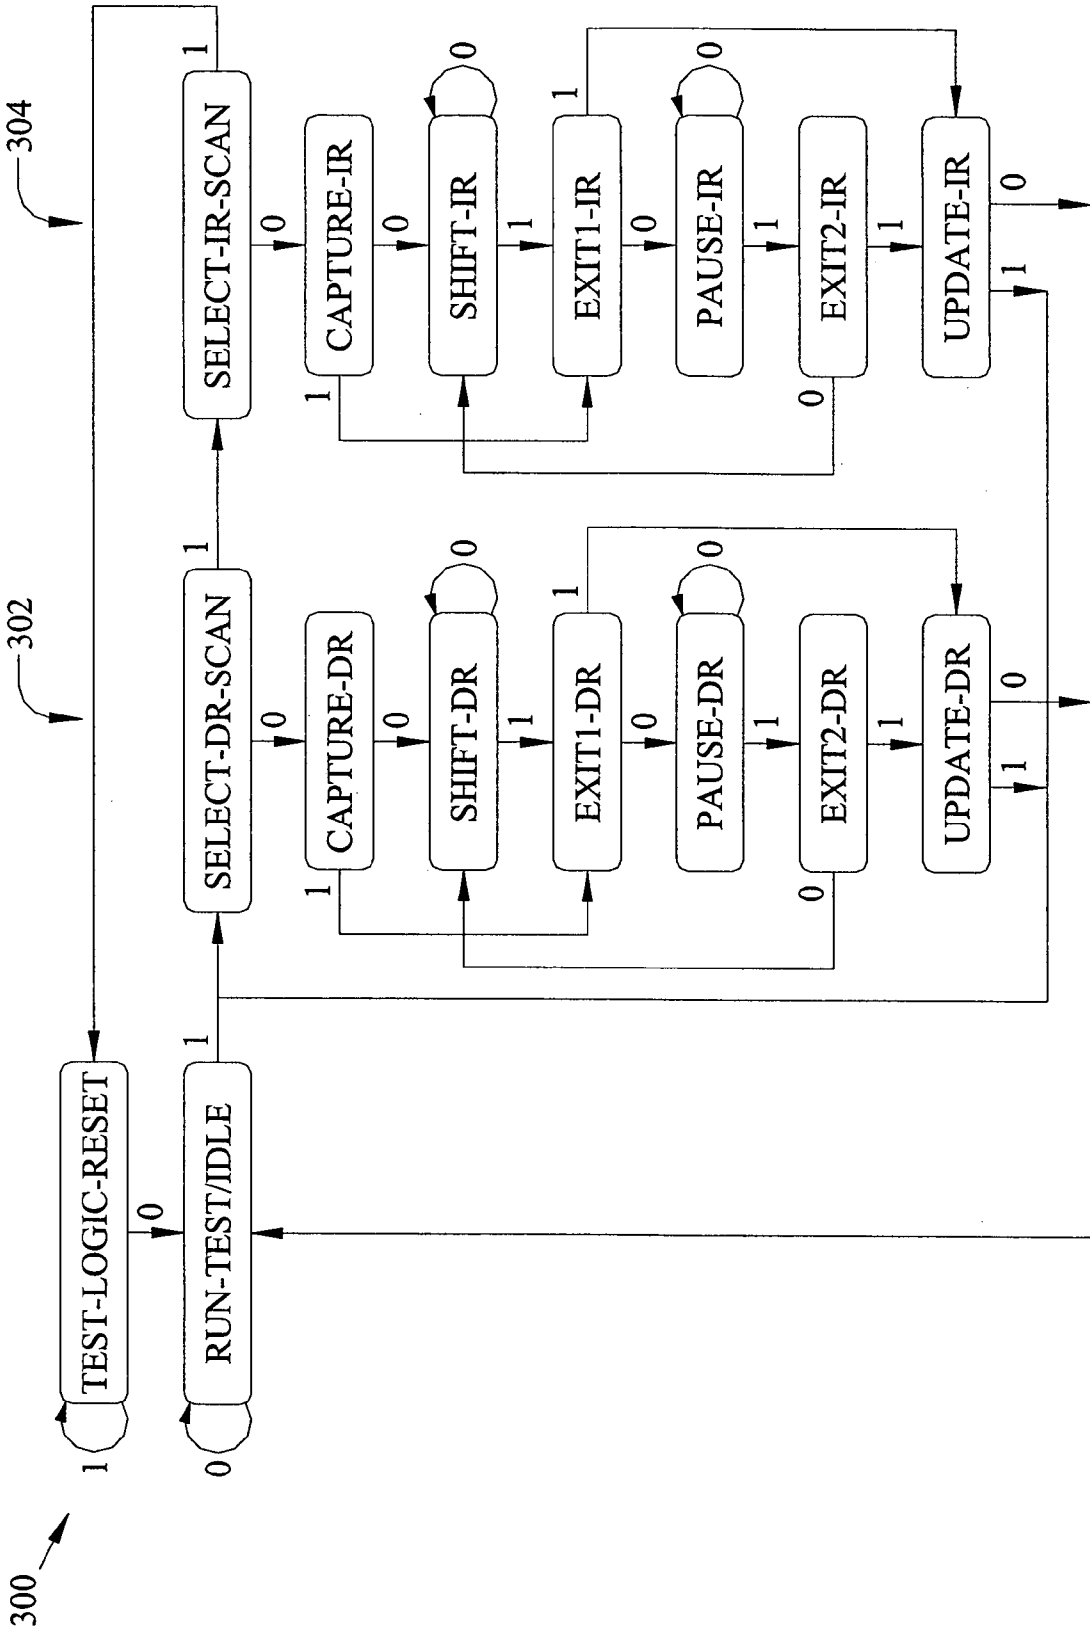 300
302
304
1
TEST-LOGIC-RESET
0
0
RUN-TEST/IDLE
1
SELECT-DR-SCAN
1
SELECT-IR-SCAN
1
0
CAPTURE-DR
1
0
SHIFT-DR
0
1
EXIT1-DR
1
0
PAUSE-DR
0
1
EXIT2-DR
0
1
UPDATE-DR
1
0
0
CAPTURE-IR
1
0
SHIFT-IR
0
1
EXIT1-IR
1
0
PAUSE-IR
0
1
EXIT2-IR
0
1
UPDATE-IR
1
0